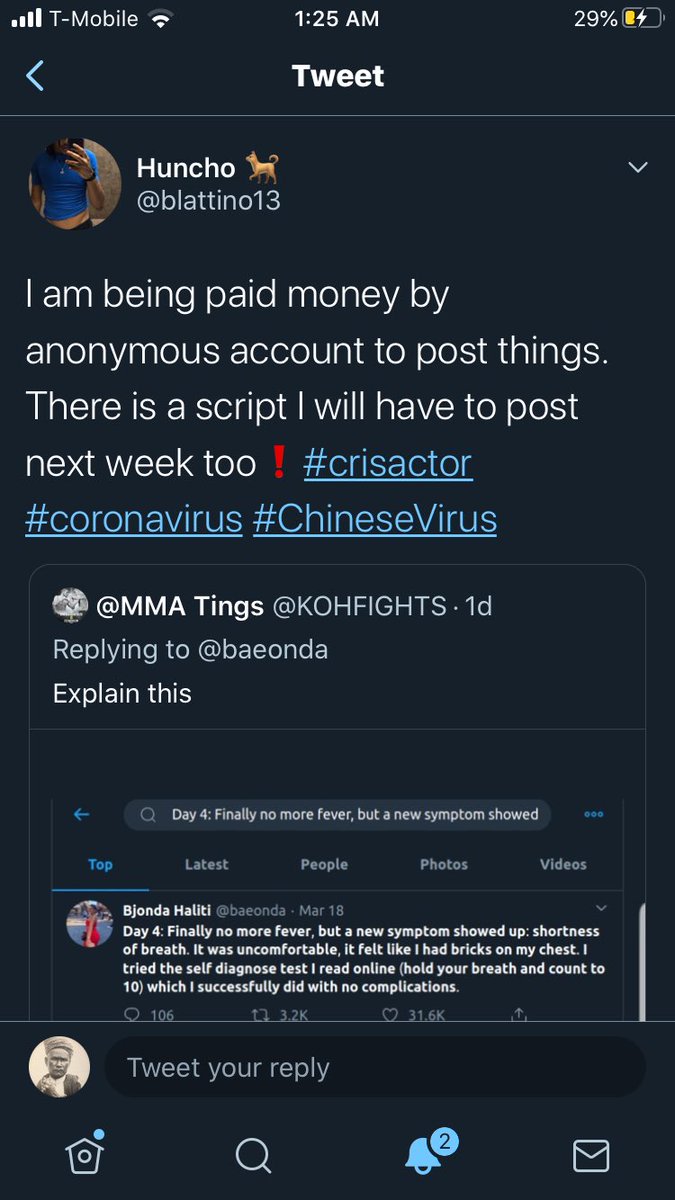 T-Mobile 1:25 AM 29%
Tweet
Huncho
@blattino13
I am being paid money by
anonymous account to post things.
There is a script I will have to post
next week too❗ #crisactor
#coronavirus #ChineseVirus
@MMA Tings @KOHFIGHTS · 1d
Replying to @baeonda
Explain this
Day 4: Finally no more fever, but a new symptom showed
Top Latest People Photos Videos
Bjonda Haliti @baeonda · Mar 18
Day 4: Finally no more fever, but a new symptom showed up: shortness
of breath. It was uncomfortable, it felt like I had bricks on my chest. I
tried the self diagnose test I read online (hold your breath and count to
10) which I successfully did with no complications.
106 3.2K 31.6K
Tweet your reply
2